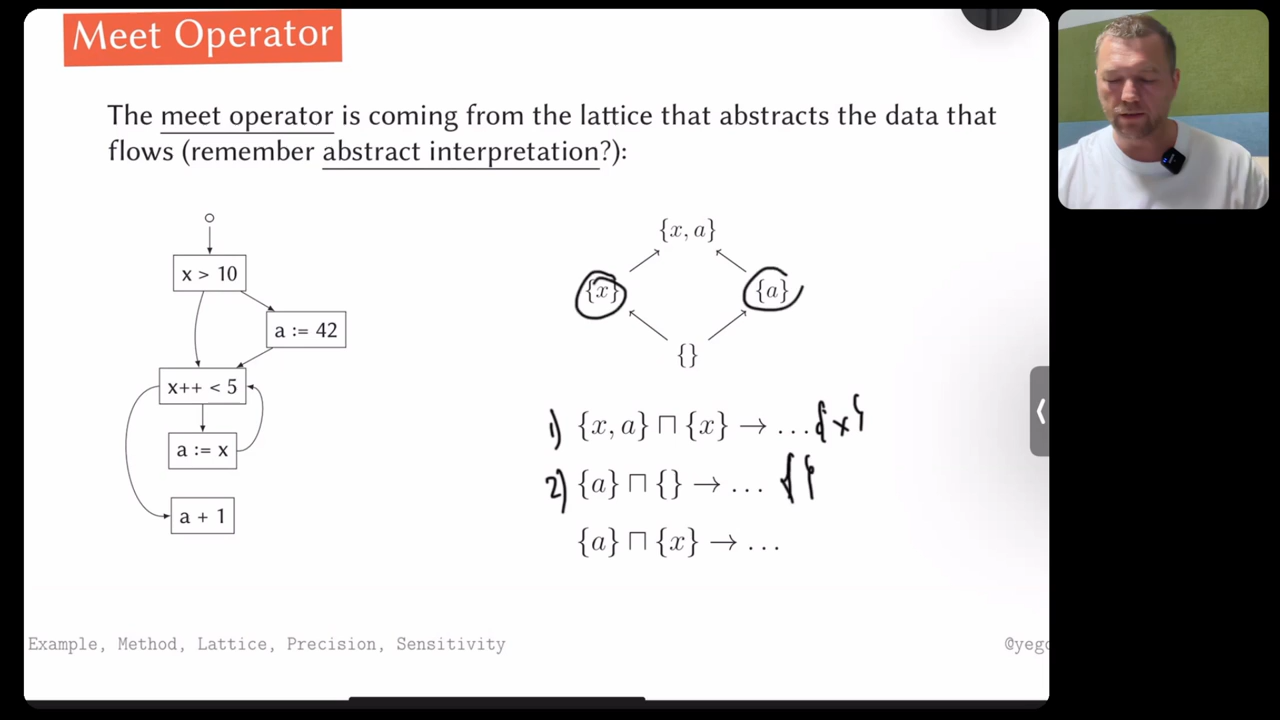 Meet Operator
The meet operator is coming from the lattice that abstracts the data that
flows (remember abstract interpretation?):
x > 10
a := 42
x++ < 5
a := x
a + 1
{x, a}
{x} {a}
{}
1) {x, a} ⊓ {x} → ... {x}
2) {a} ⊓ {} → ... {}
{a} ⊓ {x} → ...
Example, Method, Lattice, Precision, Sensitivity